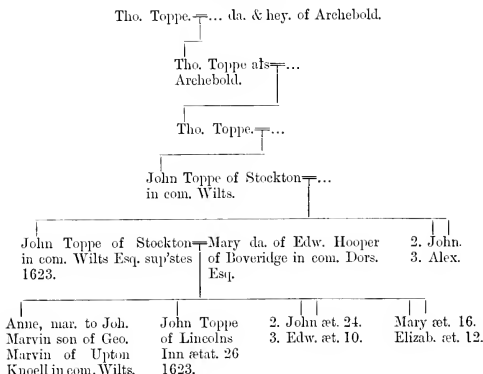 Tho. Toppe.=... da. & hey. of Archebold.
Tho. Toppe als=...
Archebold.
Tho. Toppe.=...
John Toppe of Stockton=...
in com. Wilts.
John Toppe of Stockton=Mary da. of Edw. Hooper
in com. Wilts Esq. sup'stes of Boveridge in com. Dors.
1623. Esq.
2. John.
3. Alex.
Anne, mar. to Joh.
Marvin son of Geo.
Marvin of Upton
Knoell in com. Wilts.
John Toppe
of Lincolns
Inn ætat. 26
1623.
2. John æt. 24.
3. Edw. æt. 10.
Mary æt. 16.
Elizab. æt. 12.